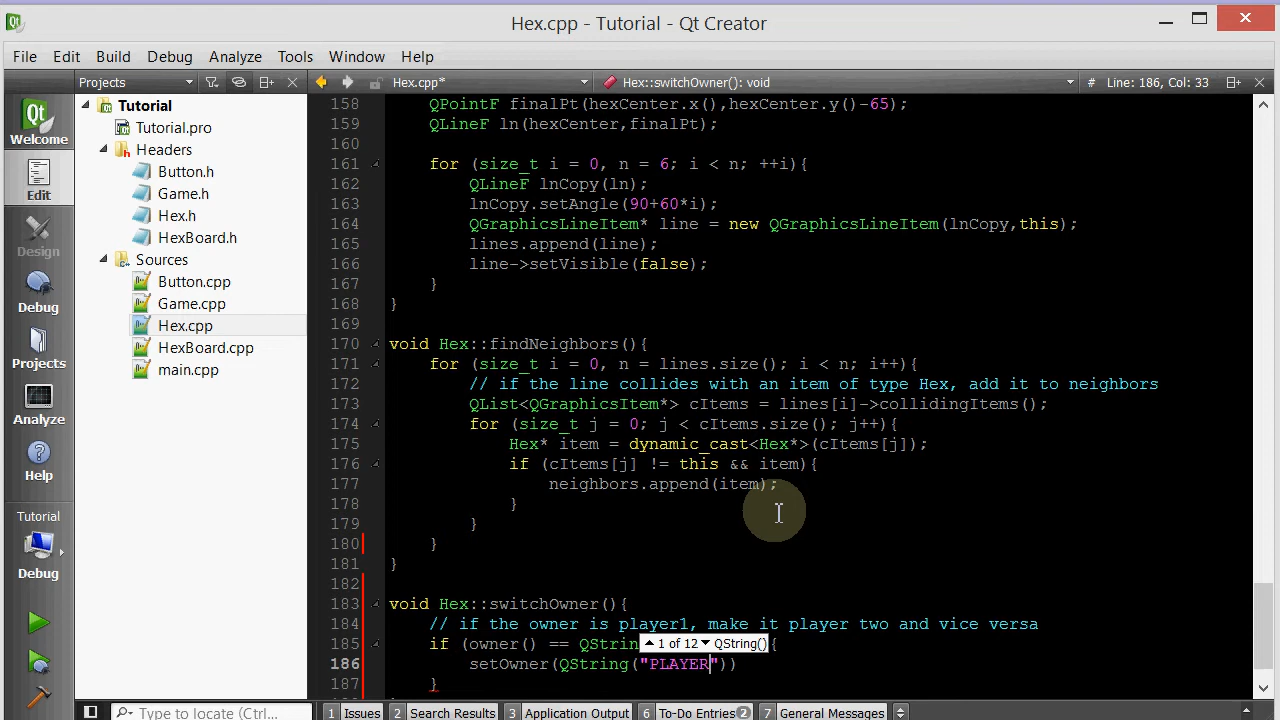 Hex.cpp - Tutorial - Qt Creator
File Edit Build Debug Analyze Tools Window Help
Projects Hex.cpp* Hex::switchOwner(): void # Line: 186, Col: 33
Welcome
Edit
Design
Debug
Projects
Analyze
Help
Tutorial
Debug
Tutorial
Tutorial.pro
Headers
Button.h
Game.h
Hex.h
HexBoard.h
Sources
Button.cpp
Game.cpp
Hex.cpp
HexBoard.cpp
main.cpp
158 QPointF finalPt(hexCenter.x(),hexCenter.y()-65);
159 QLineF ln(hexCenter,finalPt);
160
161 for (size_t i = 0, n = 6; i < n; ++i){
162 QLineF lnCopy(ln);
163 lnCopy.setAngle(90+60*i);
164 QGraphicsLineItem* line = new QGraphicsLineItem(lnCopy,this);
165 lines.append(line);
166 line->setVisible(false);
167 }
168 }
169
170 void Hex::findNeighbors(){
171 for (size_t i = 0, n = lines.size(); i < n; i++){
172 // if the line collides with an item of type Hex, add it to neighbors
173 QList<QGraphicsItem*> cItems = lines[i]->collidingItems();
174 for (size_t j = 0; j < cItems.size(); j++){
175 Hex* item = dynamic_cast<Hex*>(cItems[j]);
176 if (cItems[j] != this && item){
177 neighbors.append(item);
178 }
179 }
180 }
181 }
182
183 void Hex::switchOwner(){
184 // if the owner is player1, make it player two and vice versa
185 if (owner() == QStrin 1 of 12 QString() {
186 setOwner(QString("PLAYER"))
187 }
Type to locate (Ctrl... 1 Issues 2 Search Results 3 Application Output 6 To-Do Entries 2 7 General Messages